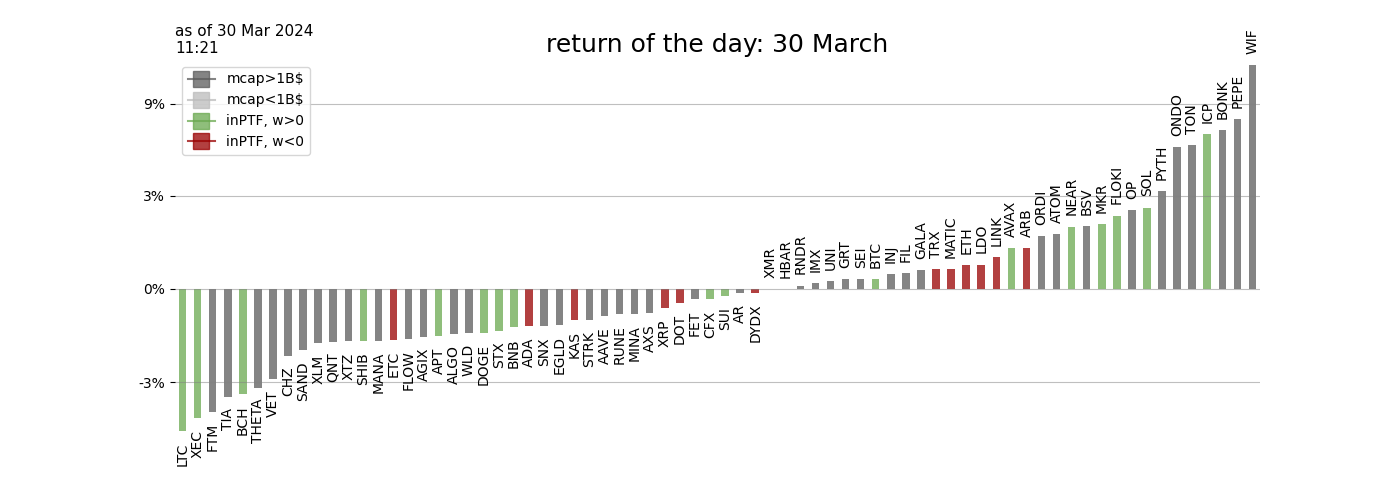 as of 30 Mar 2024
11:21
return of the day: 30 March
mcap>1B$
mcap<1B$
inPTF, w>0
inPTF, w<0
9%
3%
0%
-3%
LTC
XEC
FTM
TIA
BCH
THETA
VET
CHZ
SAND
XLM
QNT
XTZ
SHIB
MANA
ETC
FLOW
AGIX
APT
ALGO
WLD
DOGE
STX
BNB
ADA
SNX
EGLD
KAS
STRK
AAVE
RUNE
MINA
AXS
XRP
DOT
FET
CFX
SUI
AR
DYDX
XMR
HBAR
RNDR
IMX
UNI
GRT
SEI
BTC
INJ
FIL
GALA
TRX
MATIC
ETH
LDO
LINK
AVAX
ARB
ORDI
ATOM
NEAR
BSV
MKR
FLOKI
OP
SOL
PYTH
ONDO
TON
ICP
BONK
PEPE
WIF